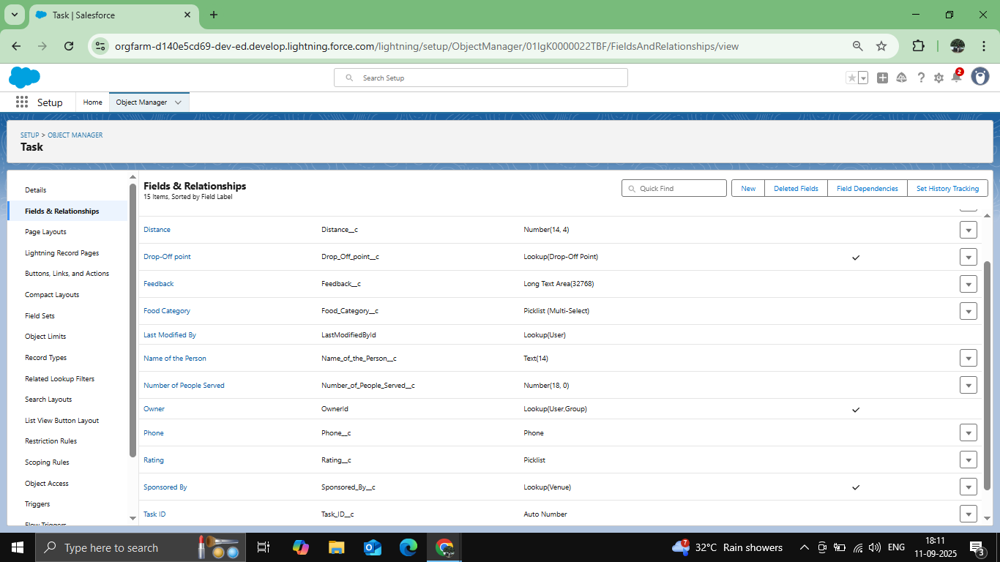 Task | Salesforce
orgfarm-d140e5cd69-dev-ed.develop.lightning.force.com/lightning/setup/ObjectManager/01IgK0000022TBF/FieldsAndRelationships/view
Search Setup
2
Setup
Home
Object Manager
SETUP > OBJECT MANAGER
Task
Details
Fields & Relationships
Page Layouts
Lightning Record Pages
Buttons, Links, and Actions
Compact Layouts
Field Sets
Object Limits
Record Types
Related Lookup Filters
Search Layouts
List View Button Layout
Restriction Rules
Scoping Rules
Object Access
Triggers
Flow Triggers
Fields & Relationships
15 Items, Sorted by Field Label
Quick Find
New
Deleted Fields
Field Dependencies
Set History Tracking
Distance Distance__c Number(14, 4)
Drop-Off point Drop_Off_point__c Lookup(Drop-Off Point)
Feedback Feedback__c Long Text Area(32768)
Food Category Food_Category__c Picklist (Multi-Select)
Last Modified By LastModifiedById Lookup(User)
Name of the Person Name_of_the_Person__c Text(14)
Number of People Served Number_of_People_Served__c Number(18, 0)
Owner OwnerId Lookup(User,Group)
Phone Phone__c Phone
Rating Rating__c Picklist
Sponsored By Sponsored_By__c Lookup(Venue)
Task ID Task_ID__c Auto Number
Type here to search
7
32°C Rain showers
ENG
18:11
11-09-2025
3